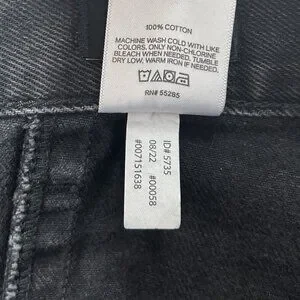 100% COTTON
MACHINE WASH COLD WITH LIKE
COLORS. ONLY NON-CHLORINE
BLEACH WHEN NEEDED. TUMBLE
DRY LOW, WARM IRON IF NEEDED.
RN# 55285
ID# 5735
08/22 #00058
#007151638